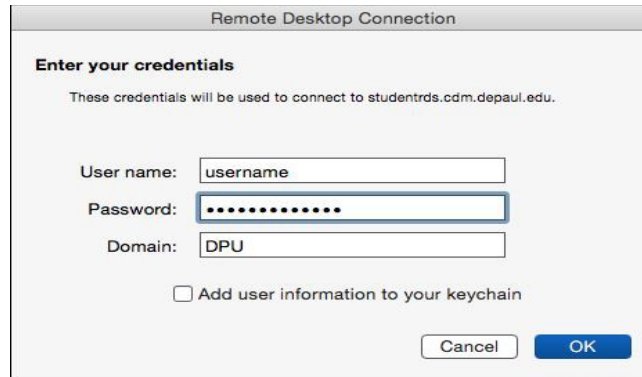 Remote Desktop Connection
Enter your credentials
These credentials will be used to connect to studentrds.cdm.depaul.edu.
User name: username
Password: •••••••••••••
Domain: DPU
Add user information to your keychain
Cancel OK